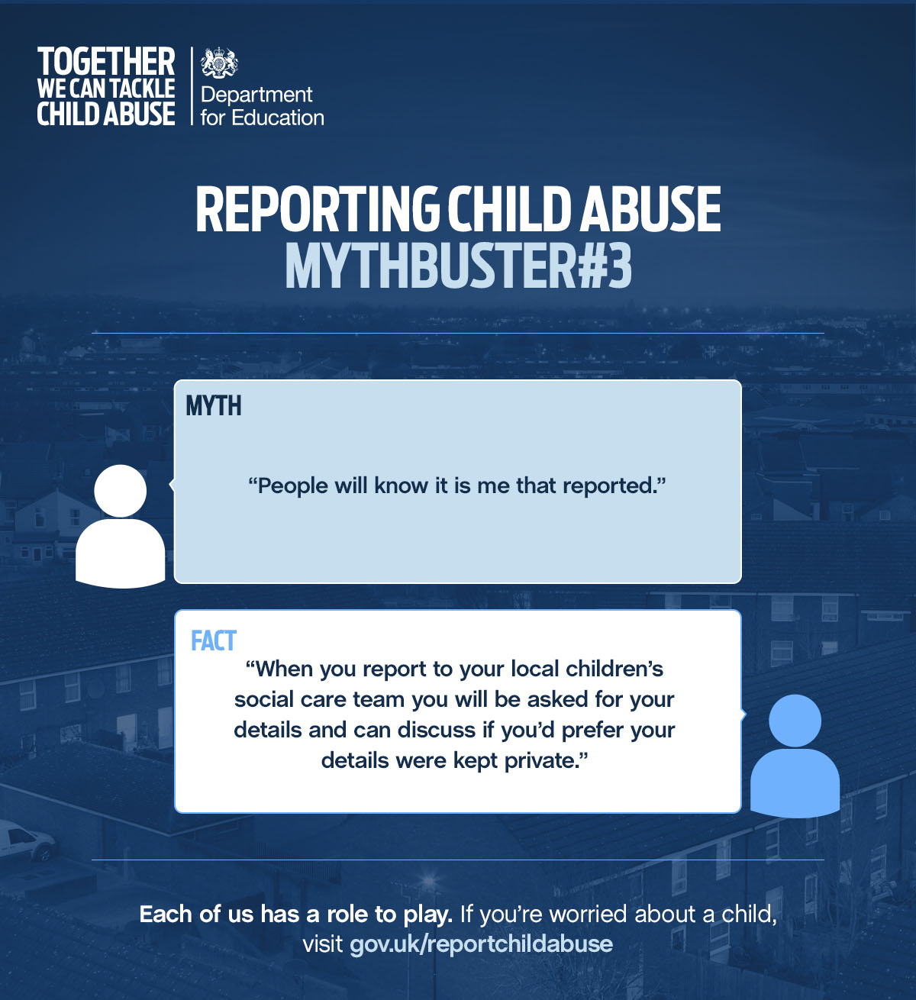 TOGETHER
WE CAN TACKLE
CHILD ABUSE
Department
for Education
REPORTING CHILD ABUSE
MYTHBUSTER#3
MYTH
“People will know it is me that reported.”
FACT
“When you report to your local children’s
social care team you will be asked for your
details and can discuss if you’d prefer your
details were kept private.”
Each of us has a role to play. If you’re worried about a child,
visit gov.uk/reportchildabuse